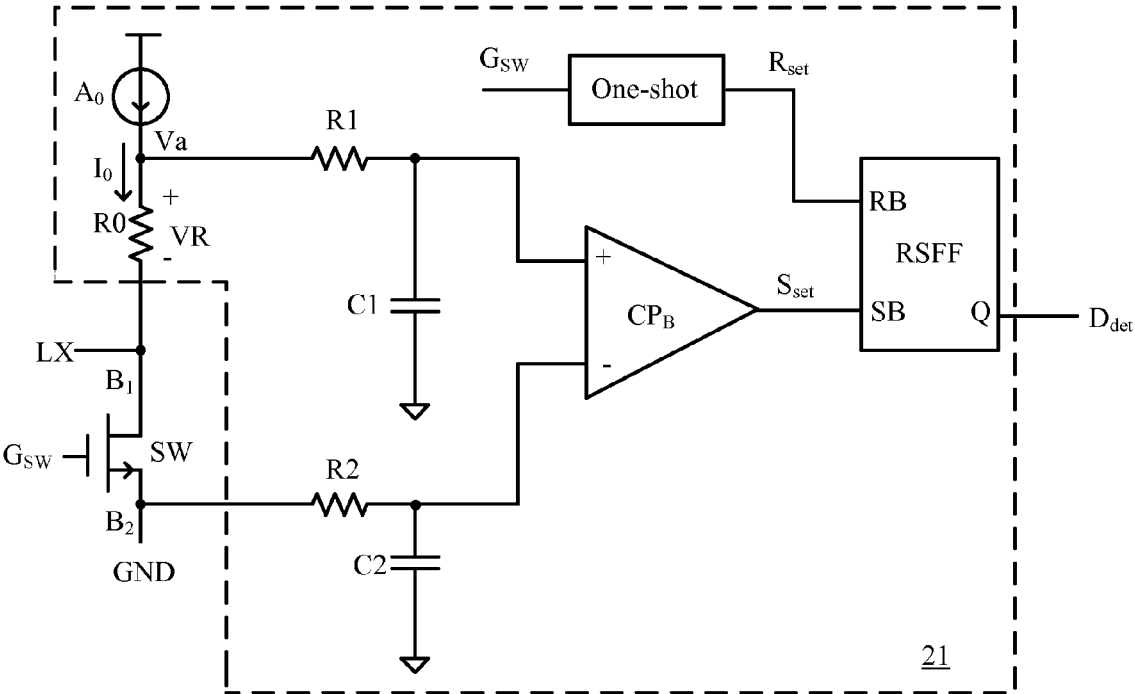 A0
Va
I0
+
R0
VR
-
LX
B1
GSW
SW
B2
GND
R1
C1
R2
C2
GSW
One-shot
Rset
+
CPB
-
Sset
RB
RSFF
SB
Q
Ddet
21